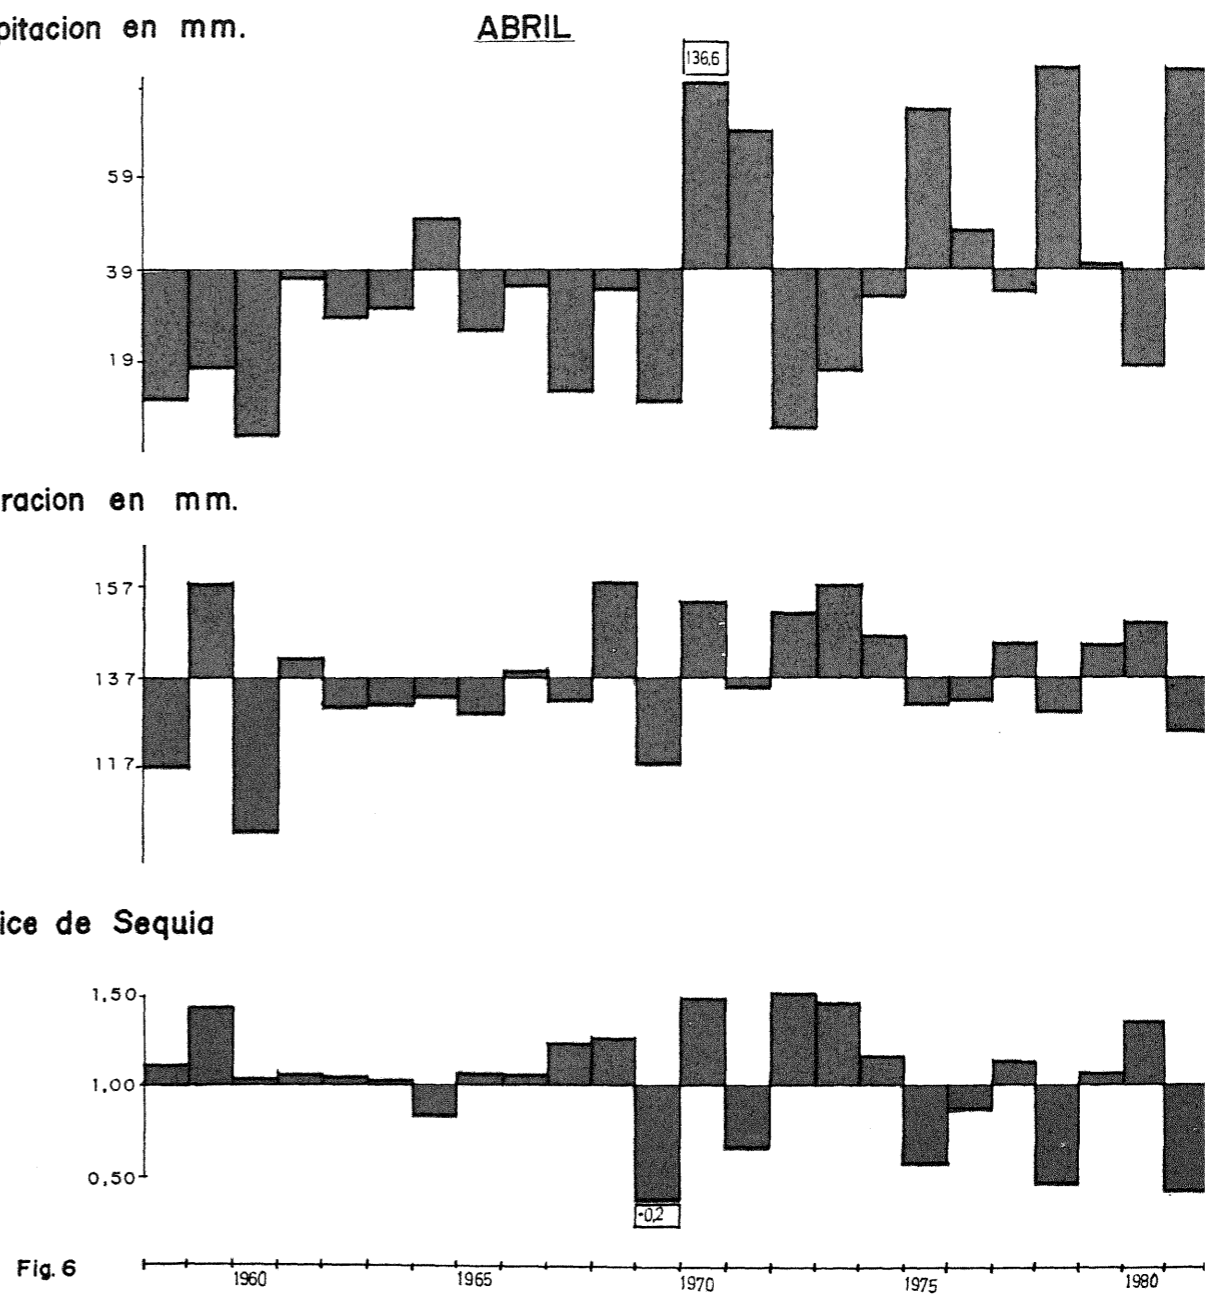 pitacion en mm.
ABRIL
136,6
59
39
19
racion en mm.
157
137
117
ice de Sequia
1,50
1,00
0,50
-0,2
Fig. 6
1960 1965 1970 1975 1980